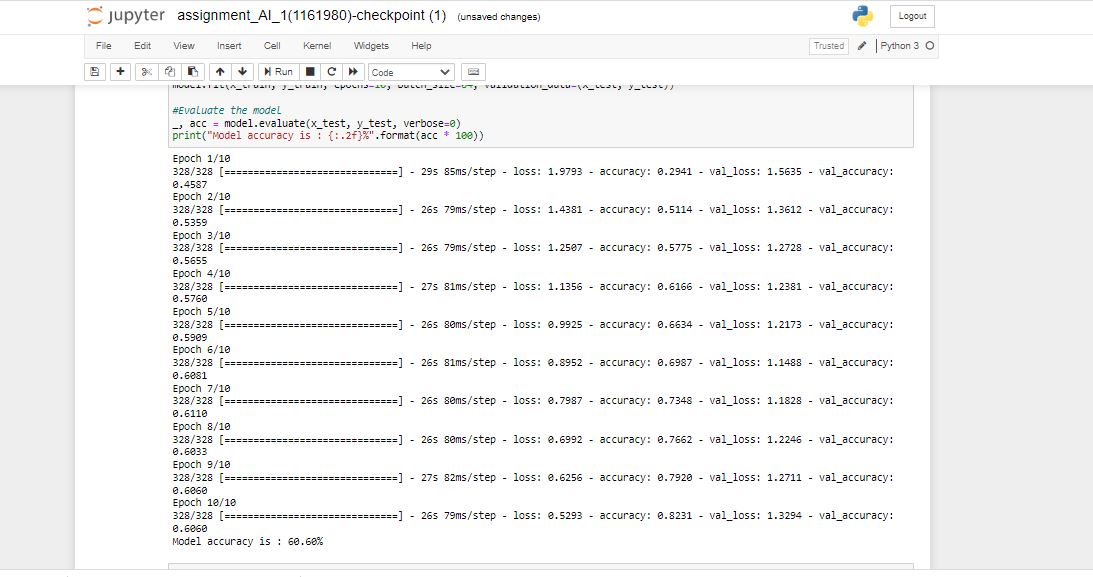 jupyter assignment_AI_1(1161980)-checkpoint (1) (unsaved changes) Logout
File Edit View Insert Cell Kernel Widgets Help Trusted Python 3
Run Code
model.fit(x_train, y_train, epochs=10, batch_size=64, validation_data=(x_test, y_test))
#Evaluate the model
_, acc = model.evaluate(x_test, y_test, verbose=0)
print("Model accuracy is : {:.2f}%".format(acc * 100))
Epoch 1/10
328/328 [==============================] - 29s 85ms/step - loss: 1.9793 - accuracy: 0.2941 - val_loss: 1.5635 - val_accuracy:
0.4587
Epoch 2/10
328/328 [==============================] - 26s 79ms/step - loss: 1.4381 - accuracy: 0.5114 - val_loss: 1.3612 - val_accuracy:
0.5359
Epoch 3/10
328/328 [==============================] - 26s 79ms/step - loss: 1.2507 - accuracy: 0.5775 - val_loss: 1.2728 - val_accuracy:
0.5655
Epoch 4/10
328/328 [==============================] - 27s 81ms/step - loss: 1.1356 - accuracy: 0.6166 - val_loss: 1.2381 - val_accuracy:
0.5760
Epoch 5/10
328/328 [==============================] - 26s 80ms/step - loss: 0.9925 - accuracy: 0.6634 - val_loss: 1.2173 - val_accuracy:
0.5909
Epoch 6/10
328/328 [==============================] - 26s 81ms/step - loss: 0.8952 - accuracy: 0.6987 - val_loss: 1.1488 - val_accuracy:
0.6081
Epoch 7/10
328/328 [==============================] - 26s 80ms/step - loss: 0.7987 - accuracy: 0.7348 - val_loss: 1.1828 - val_accuracy:
0.6110
Epoch 8/10
328/328 [==============================] - 26s 80ms/step - loss: 0.6992 - accuracy: 0.7662 - val_loss: 1.2246 - val_accuracy:
0.6033
Epoch 9/10
328/328 [==============================] - 27s 82ms/step - loss: 0.6256 - accuracy: 0.7920 - val_loss: 1.2711 - val_accuracy:
0.6060
Epoch 10/10
328/328 [==============================] - 26s 79ms/step - loss: 0.5293 - accuracy: 0.8231 - val_loss: 1.3294 - val_accuracy:
0.6060
Model accuracy is : 60.60%